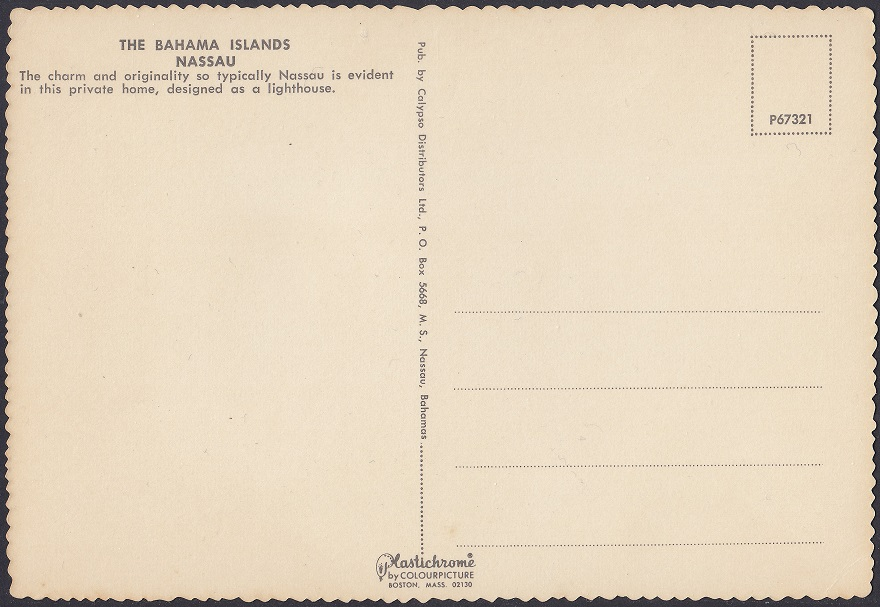 THE BAHAMA ISLANDS
NASSAU
The charm and originality so typically Nassau is evident
in this private home, designed as a lighthouse.
Pub. by Calypso Distributors Ltd., P. O. Box 5668, M. S., Nassau, Bahamas
P67321
Plastichrome®
by COLOURPICTURE
BOSTON, MASS. 02130